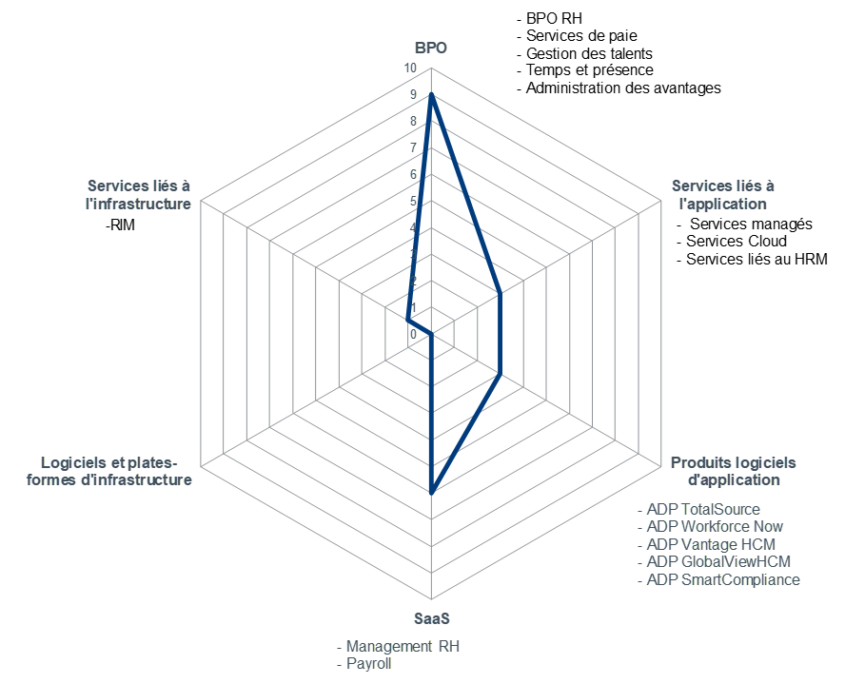 - BPO RH
- Services de paie
- Gestion des talents
- Temps et présence
- Administration des avantages
BPO
10
9
8
7
6
5
4
3
2
1
0
Services liés à
l'infrastructure
-RIM
Services liés à
l'application
- Services managés
- Services Cloud
- Services liés au HRM
Logiciels et plates-
formes d'infrastructure
Produits logiciels
d'application
- ADP TotalSource
- ADP Workforce Now
- ADP Vantage HCM
- ADP GlobalViewHCM
- ADP SmartCompliance
SaaS
- Management RH
- Payroll